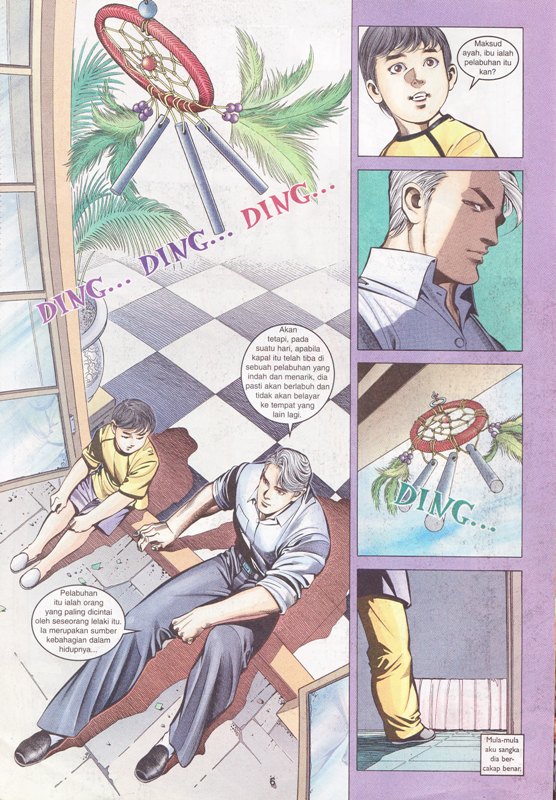 DING... DING... DING...
Akan
tetapi, pada
suatu hari, apabila
kapal itu telah tiba di
sebuah pelabuhan yang
indah dan menarik, dia
pasti akan berlabuh dan
tidak akan belayar
ke tempat yang
lain lagi.
Pelabuhan
itu ialah orang
yang paling dicintai
oleh seseorang lelaki itu.
Ia merupakan sumber
kebahagian dalam
hidupnya...
6
Maksud
ayah, ibu ialah
pelabuhan itu
kan?
DING...
Mula-mula
aku sangka
dia ber-
cakap benar.